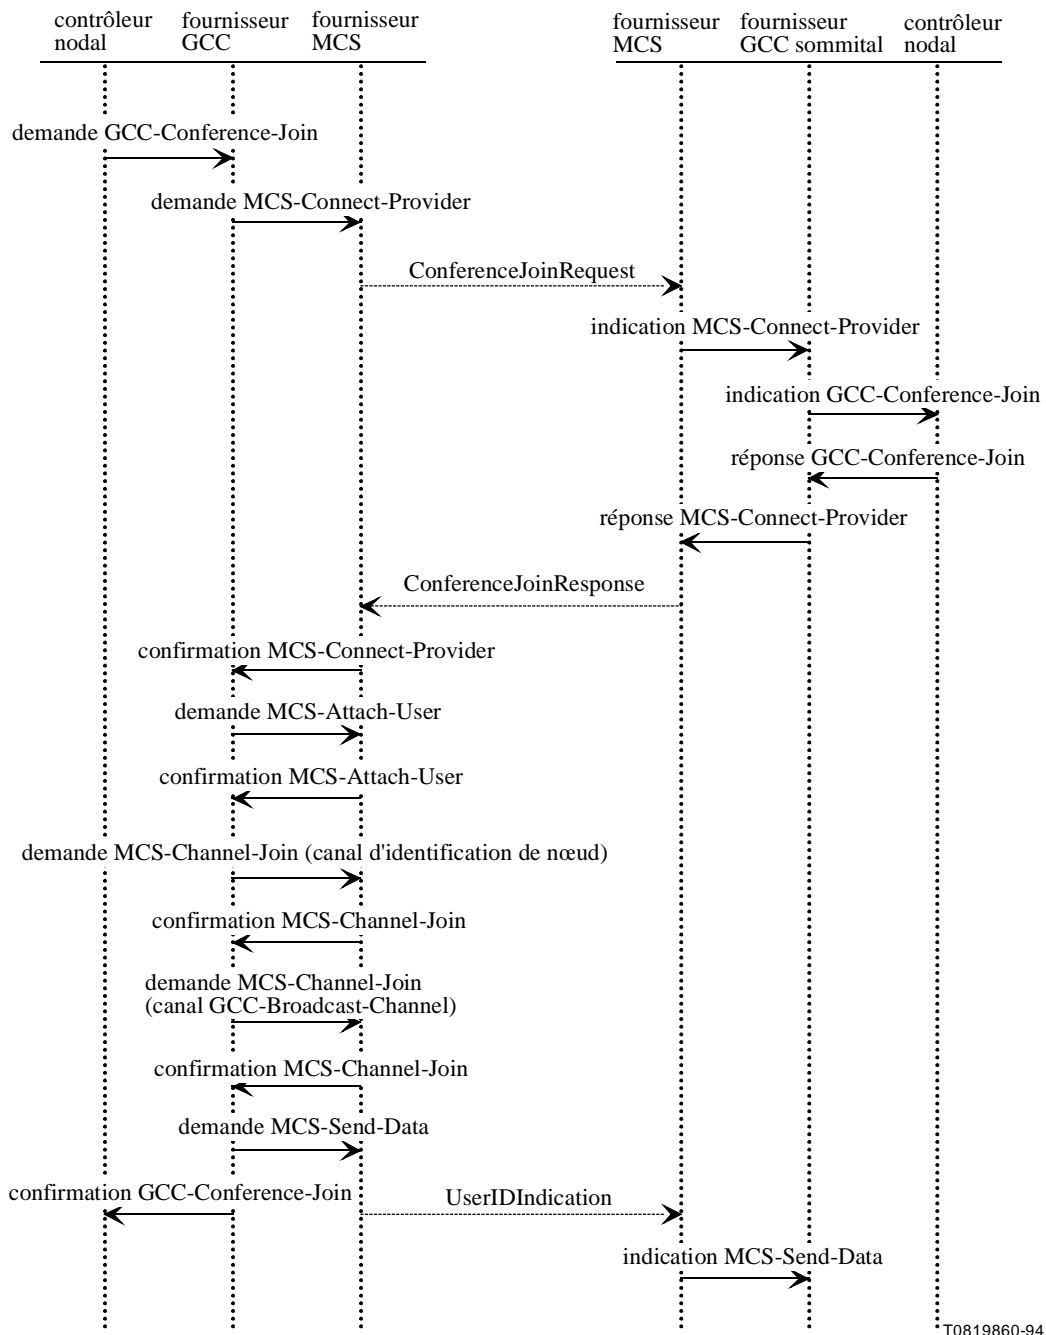 contrôleur
nodal
fournisseur
GCC
fournisseur
MCS
fournisseur
MCS
fournisseur
GCC sommital
contrôleur
nodal
demande GCC-Conference-Join
demande MCS-Connect-Provider
ConferenceJoinRequest
indication MCS-Connect-Provider
indication GCC-Conference-Join
réponse GCC-Conference-Join
réponse MCS-Connect-Provider
ConferenceJoinResponse
confirmation MCS-Connect-Provider
demande MCS-Attach-User
confirmation MCS-Attach-User
demande MCS-Channel-Join (canal d'identification de nœud)
confirmation MCS-Channel-Join
demande MCS-Channel-Join
(canal GCC-Broadcast-Channel)
confirmation MCS-Channel-Join
demande MCS-Send-Data
confirmation GCC-Conference-Join
UserIDIndication
indication MCS-Send-Data
T0819860-94